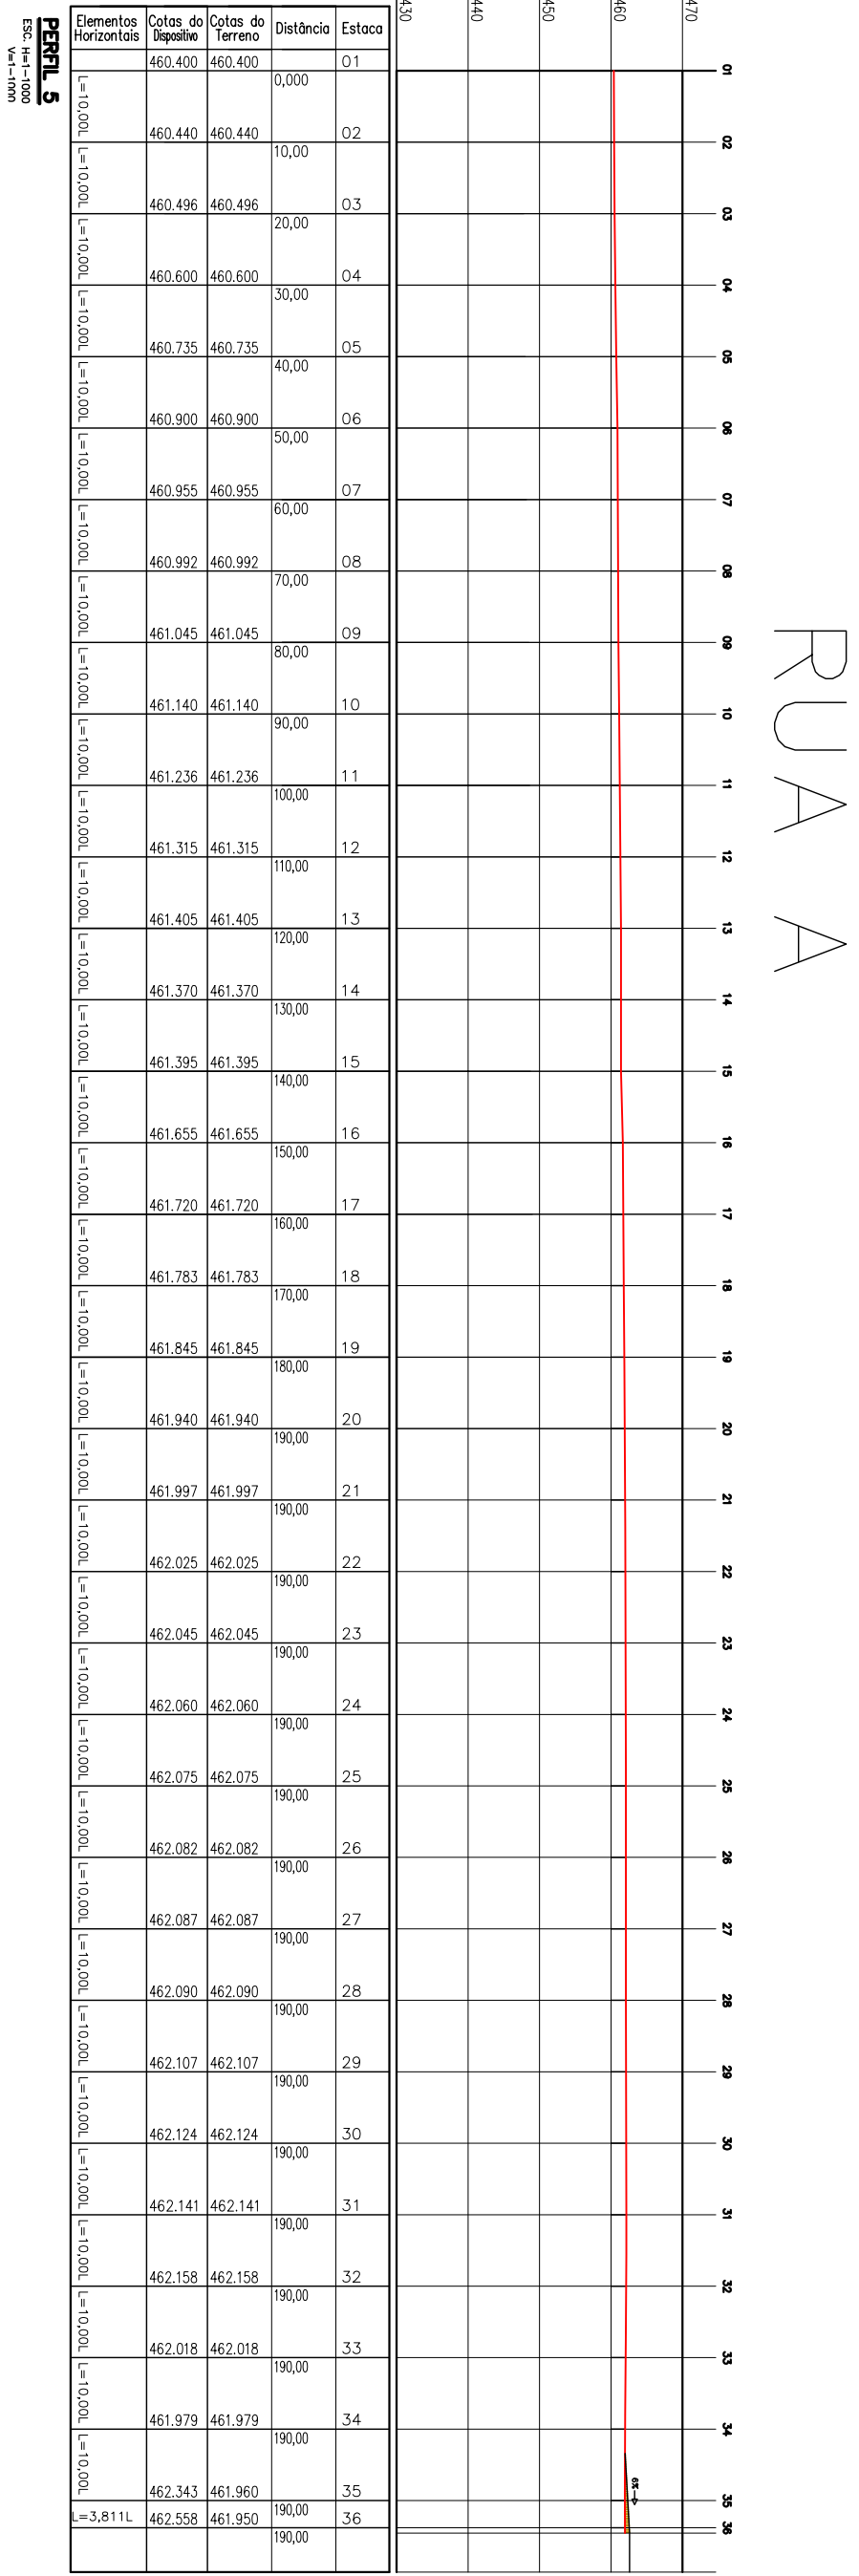 RUA A
430 440 450 460 470
Elementos Horizontais Cotas do Dispositivo Cotas do Terreno Distância Estaca
460.400 460.400 01
0,000
L=10,00L 460.440 460.440 02
10,00
L=10,00L 460.496 460.496 03
20,00
L=10,00L 460.600 460.600 04
30,00
L=10,00L 460.735 460.735 05
40,00
L=10,00L 460.900 460.900 06
50,00
L=10,00L 460.955 460.955 07
60,00
L=10,00L 460.992 460.992 08
70,00
L=10,00L 461.045 461.045 09
80,00
L=10,00L 461.140 461.140 10
90,00
L=10,00L 461.236 461.236 11
100,00
L=10,00L 461.315 461.315 12
110,00
L=10,00L 461.405 461.405 13
120,00
L=10,00L 461.370 461.370 14
130,00
L=10,00L 461.395 461.395 15
140,00
L=10,00L 461.655 461.655 16
150,00
L=10,00L 461.720 461.720 17
160,00
L=10,00L 461.783 461.783 18
170,00
L=10,00L 461.845 461.845 19
180,00
L=10,00L 461.940 461.940 20
190,00
L=10,00L 461.997 461.997 21
190,00
L=10,00L 462.025 462.025 22
190,00
L=10,00L 462.045 462.045 23
190,00
L=10,00L 462.060 462.060 24
190,00
L=10,00L 462.075 462.075 25
190,00
L=10,00L 462.082 462.082 26
190,00
L=10,00L 462.087 462.087 27
190,00
L=10,00L 462.090 462.090 28
190,00
L=10,00L 462.107 462.107 29
190,00
L=10,00L 462.124 462.124 30
190,00
L=10,00L 462.141 462.141 31
190,00
L=10,00L 462.158 462.158 32
190,00
L=10,00L 462.018 462.018 33
190,00
L=10,00L 461.979 461.979 34
190,00
L=10,00L 462.343 461.960 35
190,00
L=3,811L 462.558 461.950 36
190,00
01 02 03 04 05 06 07 08 09 10 11 12 13 14 15 16 17 18 19 20 21 22 23 24 25 26 27 28 29 30 31 32 33 34 35 36
6%
PERFIL 5
ESC. H=1-1000
V=1-1000